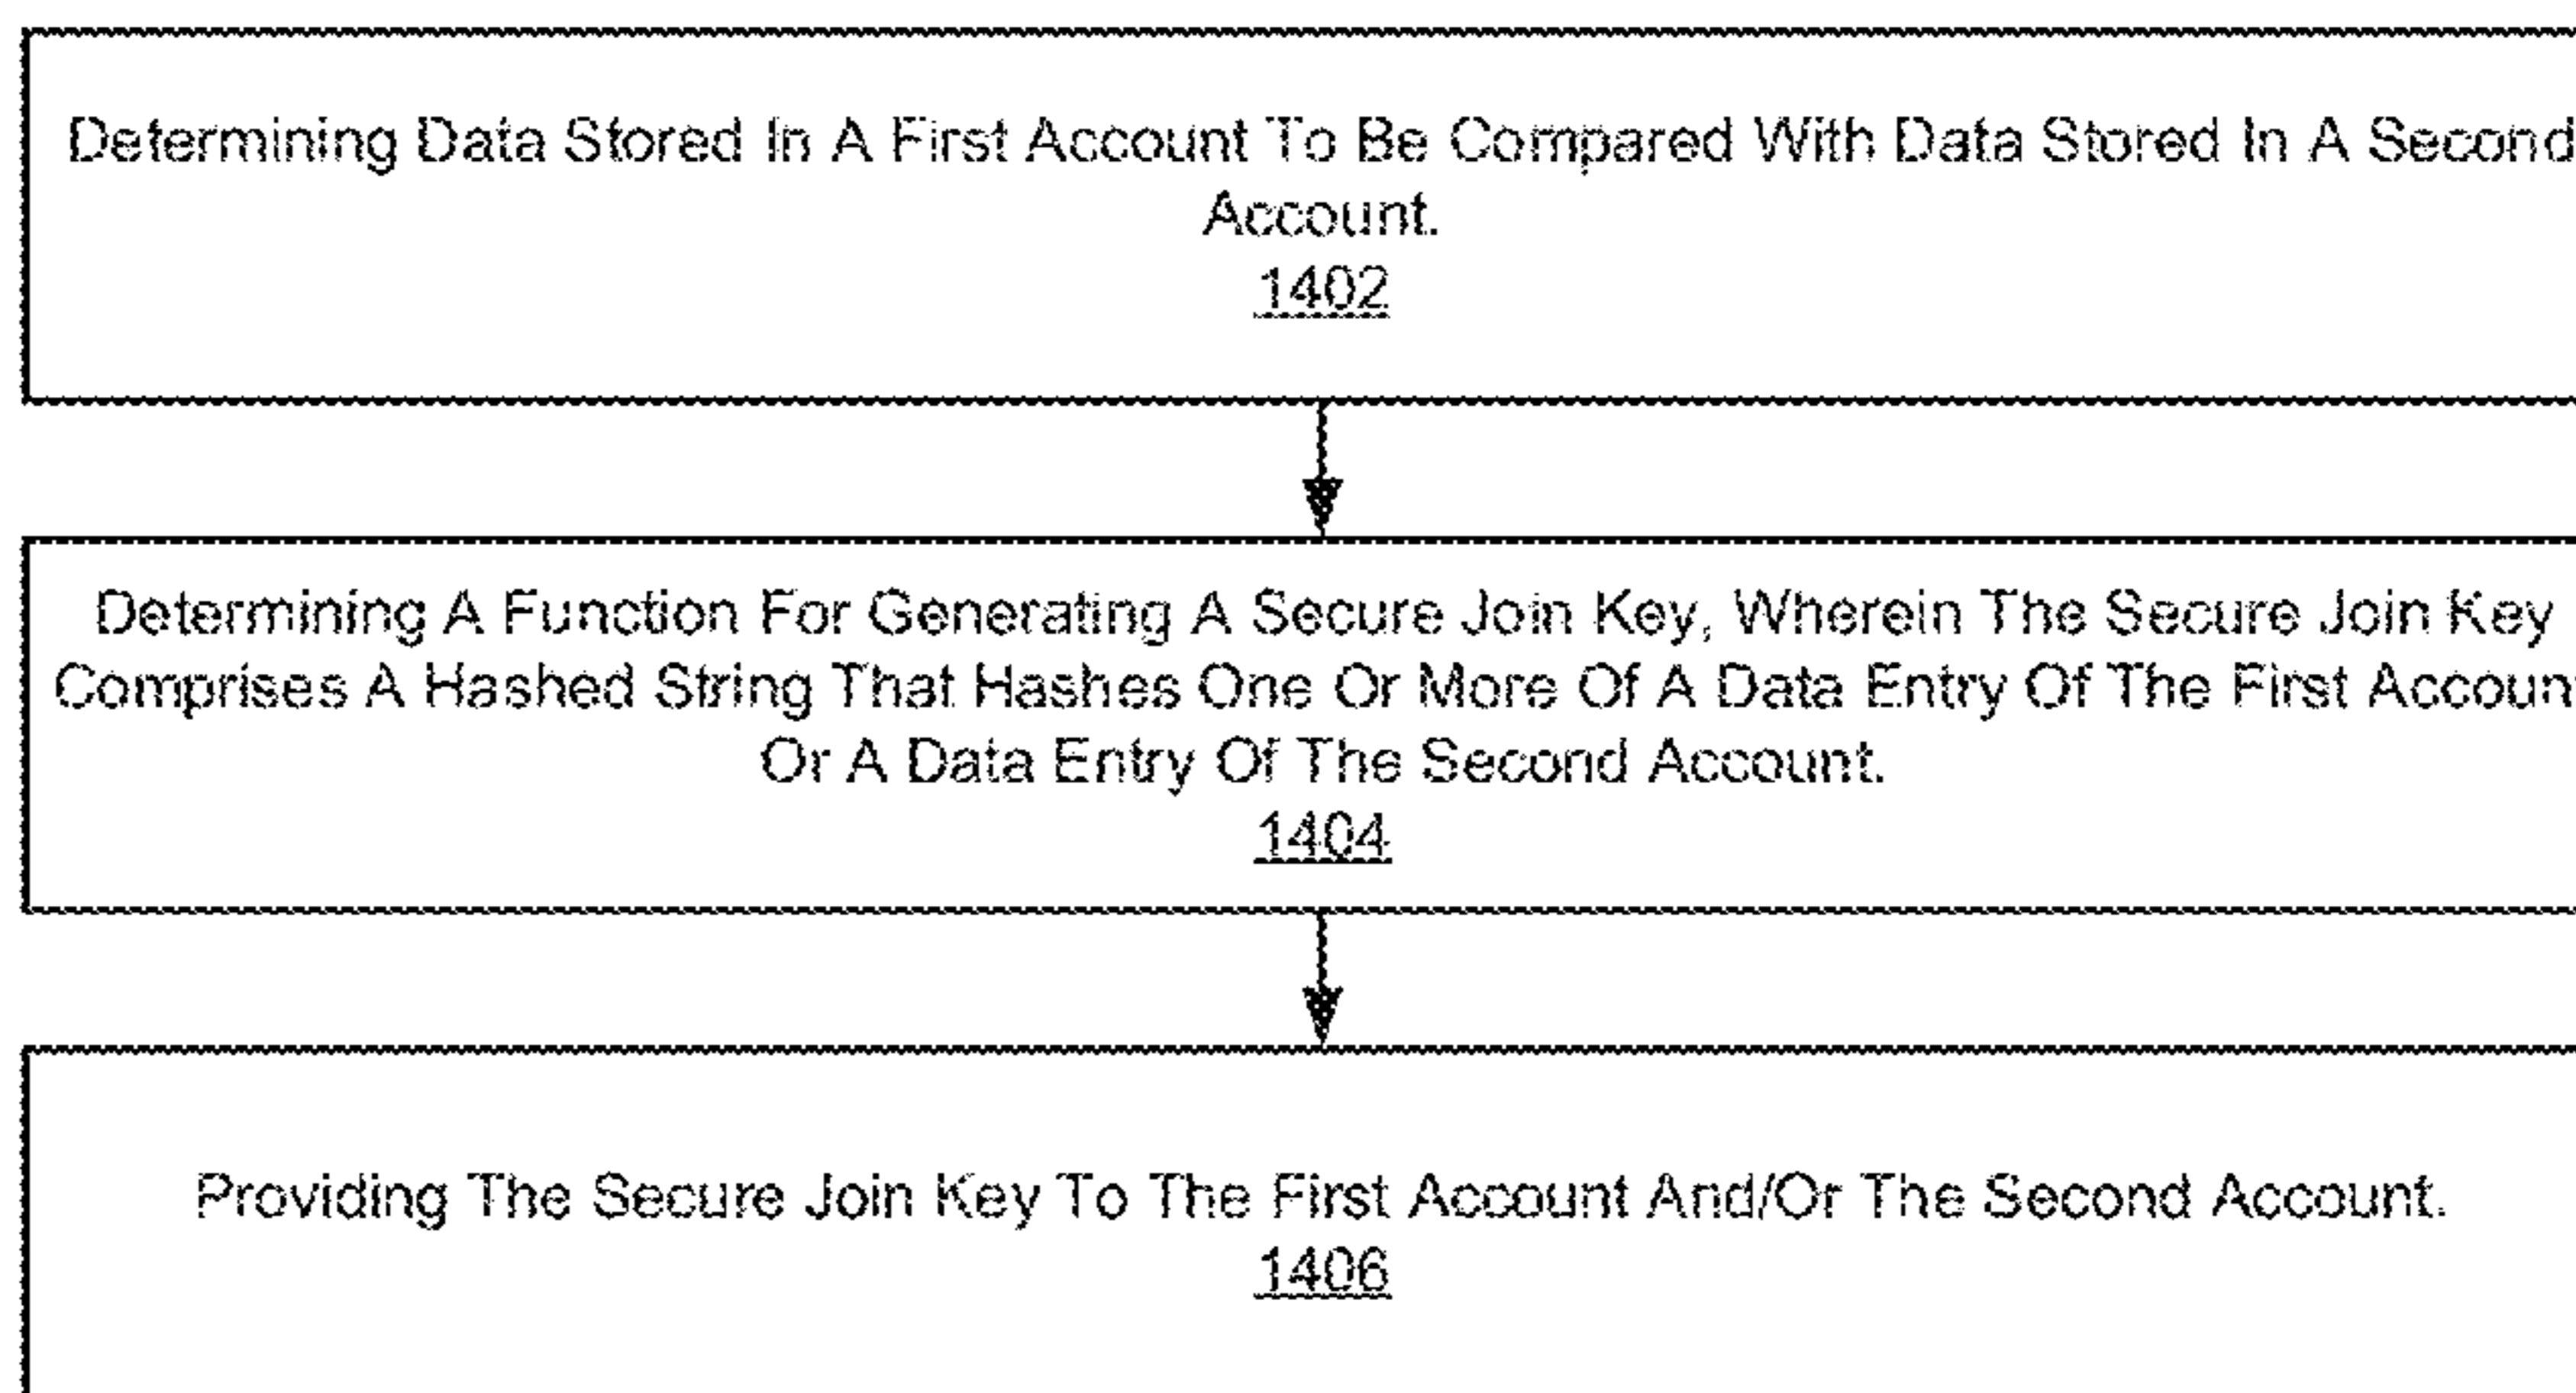 Determining Data Stored In A First Account To Be Compared With Data Stored In A Second
Account.
1402
Determining A Function For Generating A Secure Join Key, Wherein The Secure Join Key
Comprises A Hashed String That Hashes One Or More Of A Data Entry Of The First Account
Or A Data Entry Of The Second Account.
1404
Providing The Secure Join Key To The First Account And/Or The Second Account.
1406